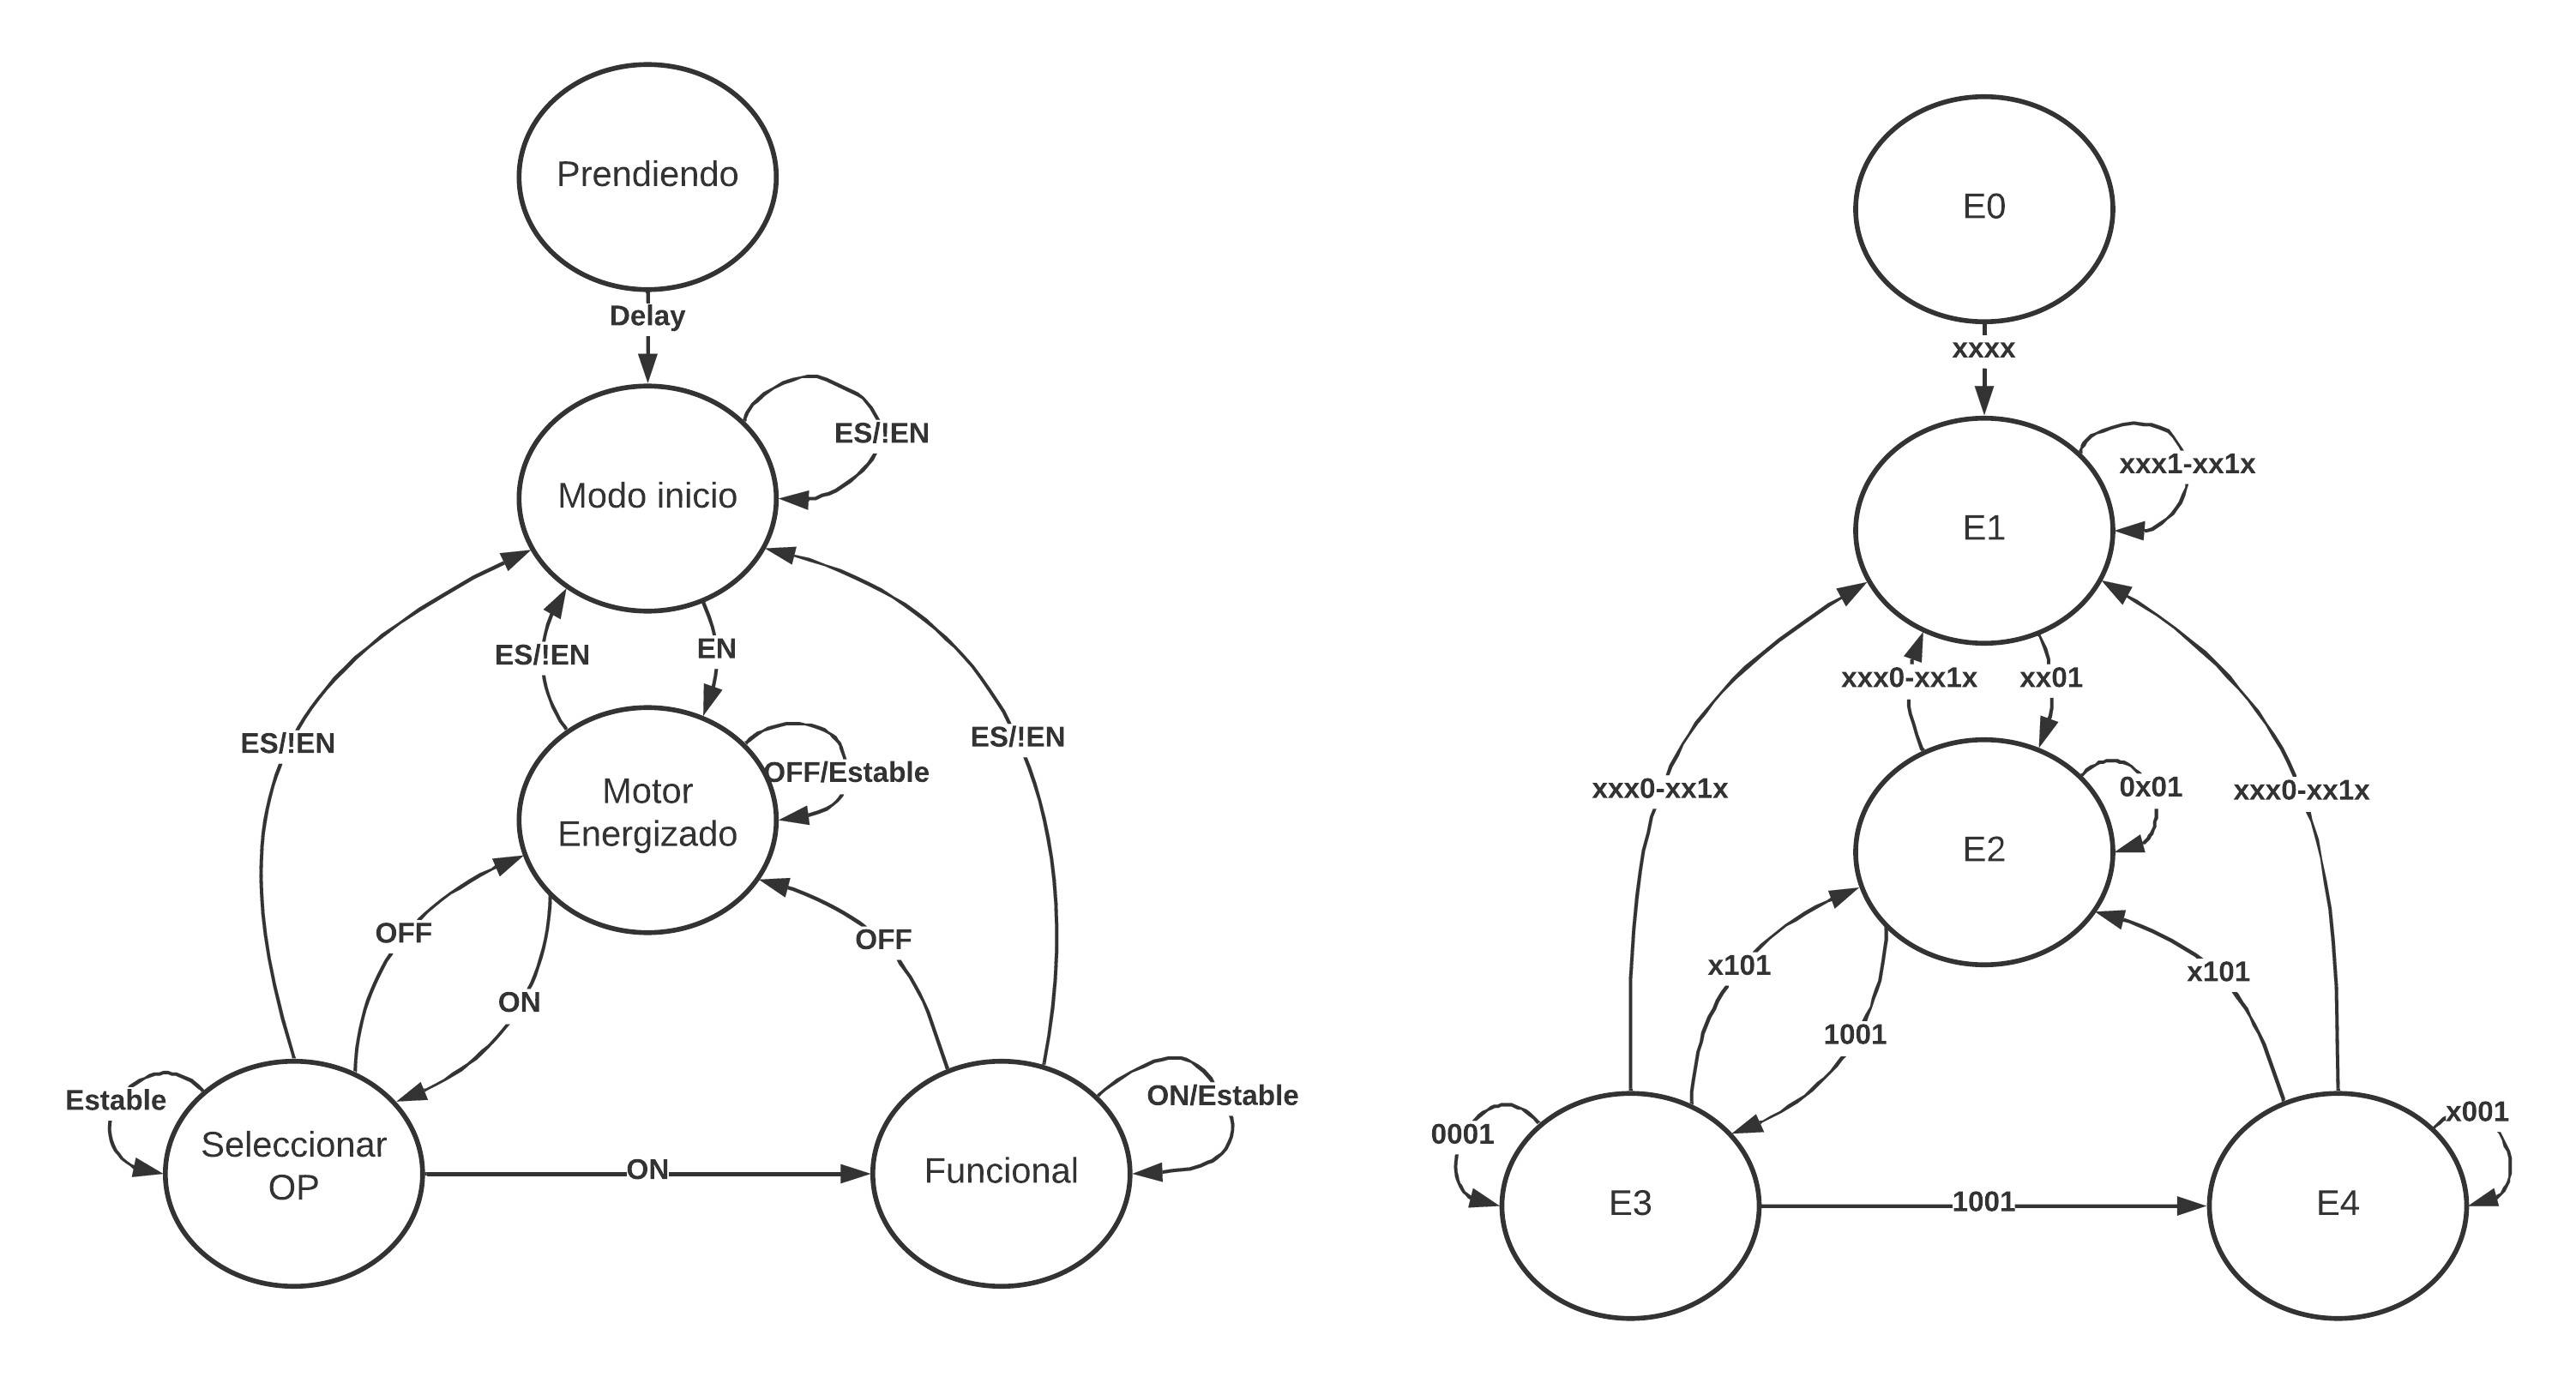 Prendiendo
Delay
Modo inicio
ES/!EN
ES/!EN
EN
ES/!EN
ES/!EN
Motor
Energizado
OFF/Estable
OFF
OFF
ON
Estable
Seleccionar
OP
ON
Funcional
ON/Estable
E0
xxxx
E1
xxx1-xx1x
xxx0-xx1x
xx01
xxx0-xx1x
xxx0-xx1x
E2
0x01
x101
x101
1001
0001
E3
1001
E4
x001